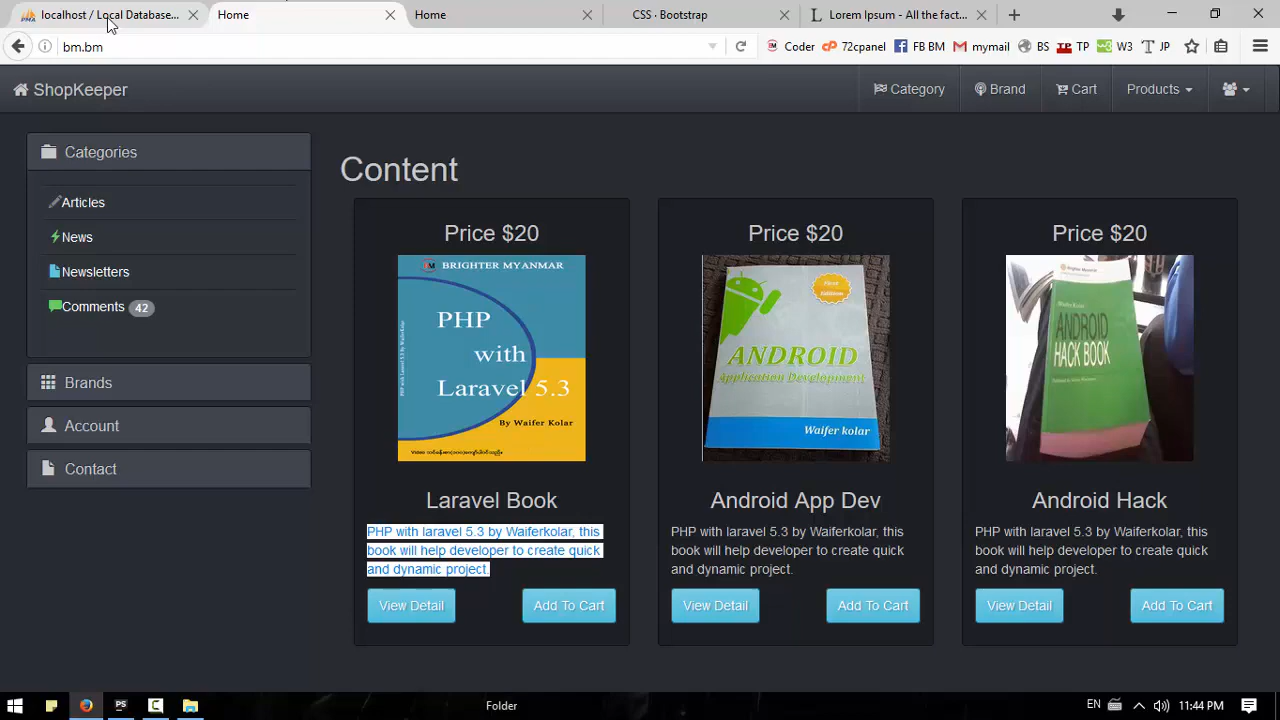 localhost / Local Database...
Home
Home
CSS · Bootstrap
Lorem Ipsum - All the fact...
bm.bm
Coder
72cpanel
FB BM
mymail
BS
TP
W3
JP
ShopKeeper
Category
Brand
Cart
Products
Categories
Articles
News
Newsletters
Comments 42
Brands
Account
Contact
Content
Price $20
BRIGHTER MYANMAR
PHP
with
Laravel 5.3
By Waifer Kolar
Laravel Book
PHP with laravel 5.3 by Waiferkolar, this
book will help developer to create quick
and dynamic project.
View Detail
Add To Cart
Price $20
First
Edition
ANDROID
Application Development
Waifer kolar
Android App Dev
PHP with laravel 5.3 by Waiferkolar, this
book will help developer to create quick
and dynamic project.
View Detail
Add To Cart
Price $20
ANDROID
HACK BOOK
Android Hack
PHP with laravel 5.3 by Waiferkolar, this
book will help developer to create quick
and dynamic project.
View Detail
Add To Cart
Folder
EN
11:44 PM